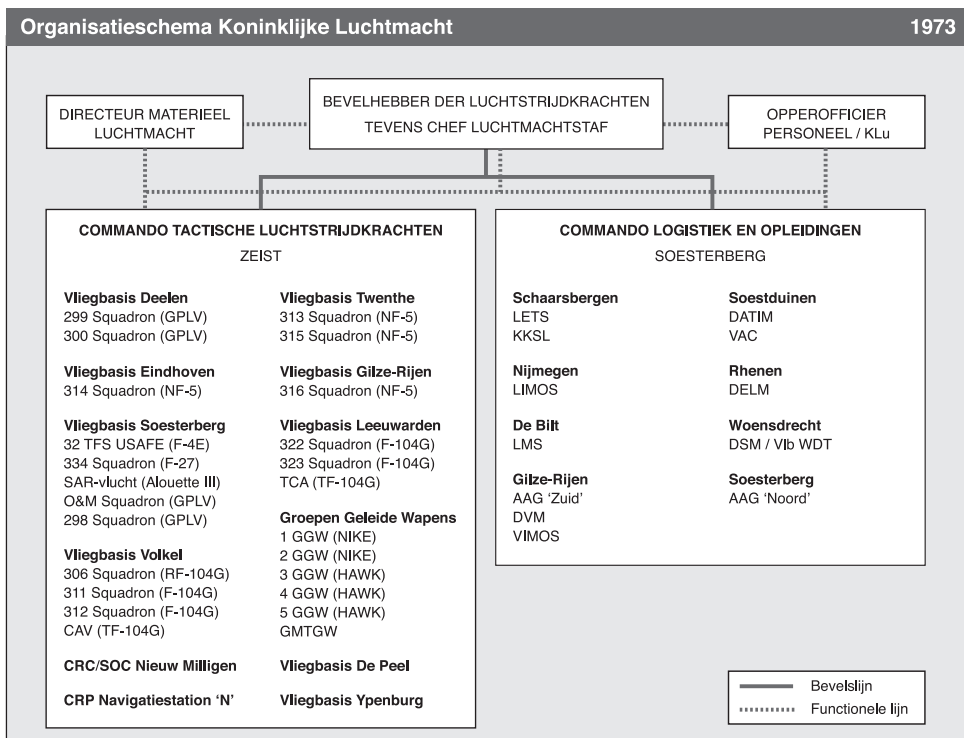 Organisatieschema Koninklijke Luchtmacht 1973
DIRECTEUR MATERIEEL
LUCHTMACHT
BEVELHEBBER DER LUCHTSTRIJDKRACHTEN
TEVENS CHEF LUCHTMACHTSTAF
OPPEROFFICIER
PERSONEEL / KLu
COMMANDO TACTISCHE LUCHTSTRIJDKRACHTEN
ZEIST
Vliegbasis Deelen
299 Squadron (GPLV)
300 Squadron (GPLV)
Vliegbasis Eindhoven
314 Squadron (NF-5)
Vliegbasis Soesterberg
32 TFS USAFE (F-4E)
334 Squadron (F-27)
SAR-vlucht (Alouette III)
O&M Squadron (GPLV)
298 Squadron (GPLV)
Vliegbasis Volkel
306 Squadron (RF-104G)
311 Squadron (F-104G)
312 Squadron (F-104G)
CAV (TF-104G)
CRC/SOC Nieuw Milligen
CRP Navigatiestation ‘N’
Vliegbasis Twenthe
313 Squadron (NF-5)
315 Squadron (NF-5)
Vliegbasis Gilze-Rijen
316 Squadron (NF-5)
Vliegbasis Leeuwarden
322 Squadron (F-104G)
323 Squadron (F-104G)
TCA (TF-104G)
Groepen Geleide Wapens
1 GGW (NIKE)
2 GGW (NIKE)
3 GGW (HAWK)
4 GGW (HAWK)
5 GGW (HAWK)
GMTGW
Vliegbasis De Peel
Vliegbasis Ypenburg
COMMANDO LOGISTIEK EN OPLEIDINGEN
SOESTERBERG
Schaarsbergen
LETS
KKSL
Nijmegen
LIMOS
De Bilt
LMS
Gilze-Rijen
AAG ‘Zuid’
DVM
VIMOS
Soestduinen
DATIM
VAC
Rhenen
DELM
Woensdrecht
DSM / Vlb WDT
Soesterberg
AAG ‘Noord’
Bevelslijn
Functionele lijn